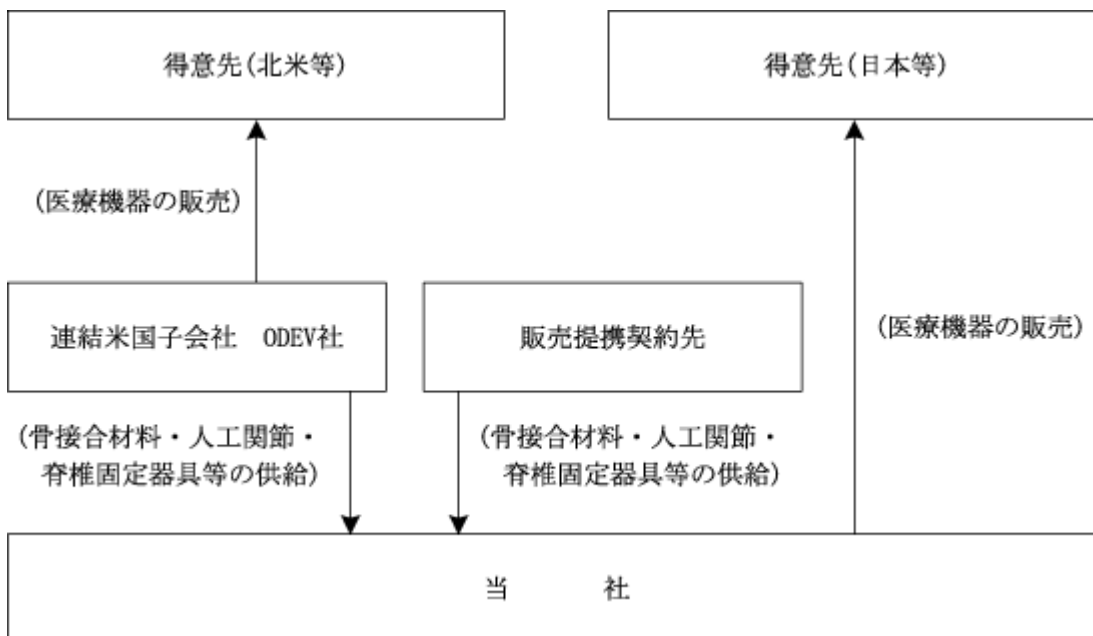 得意先(北米等)
得意先(日本等)
(医療機器の販売)
連結米国子会社　ODEV社
販売提携契約先
(医療機器の販売)
(骨接合材料・人工関節・
脊椎固定器具等の供給)
(骨接合材料・人工関節・
脊椎固定器具等の供給)
当　　　社